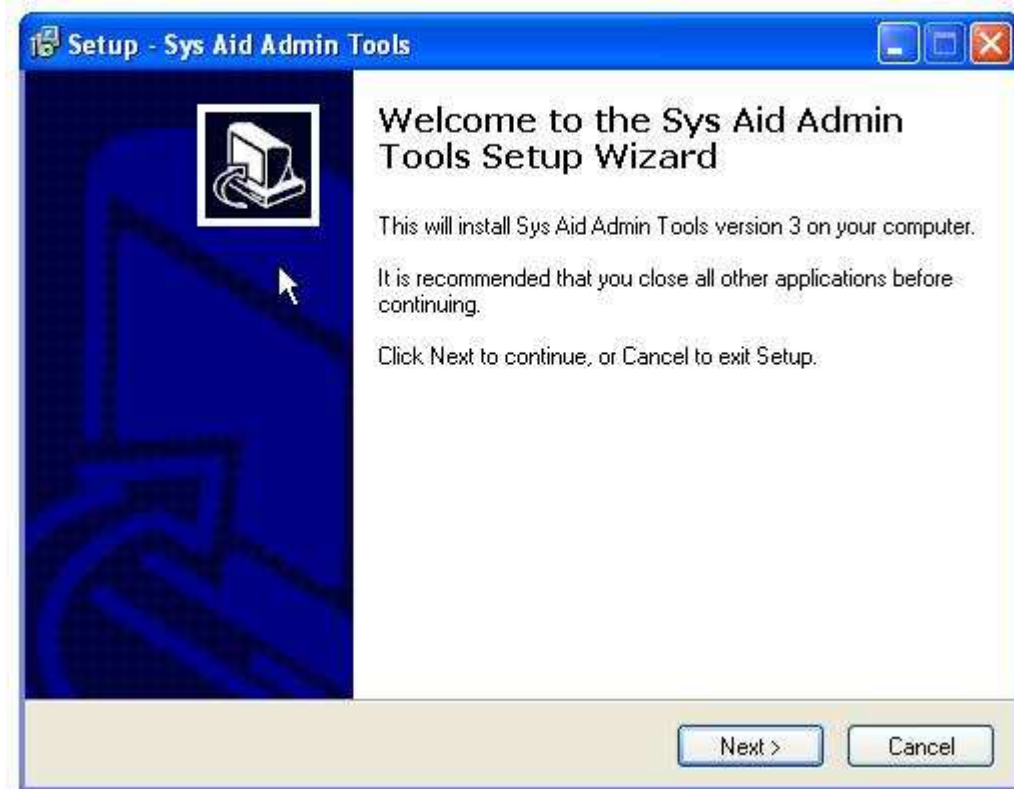 Setup - Sys Aid Admin Tools
Welcome to the Sys Aid Admin
Tools Setup Wizard
This will install Sys Aid Admin Tools version 3 on your computer.
It is recommended that you close all other applications before
continuing.
Click Next to continue, or Cancel to exit Setup.
Next >
Cancel